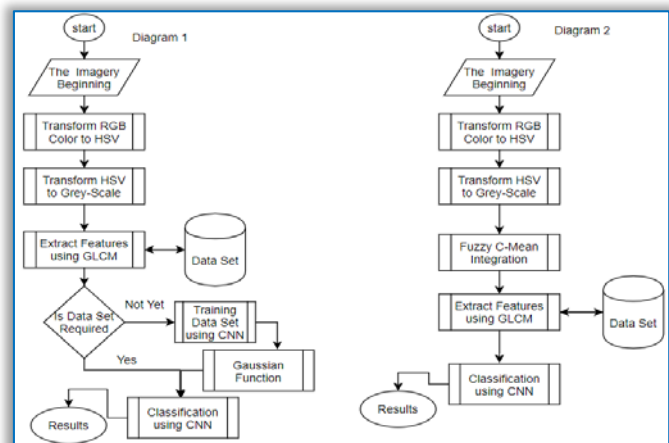 start
Diagram 1
The Imagery
Beginning
Transform RGB
Color to HSV
Transform HSV
to Grey-Scale
Extract Features
using GLCM
Data Set
Is Data Set
Required
Not Yet
Training
Data Set
using CNN
Yes
Gaussian
Function
Classification
using CNN
Results
start
Diagram 2
The Imagery
Beginning
Transform RGB
Color to HSV
Transform HSV
to Grey-Scale
Fuzzy C-Mean
Integration
Extract Features
using GLCM
Data Set
Classification
using CNN
Results